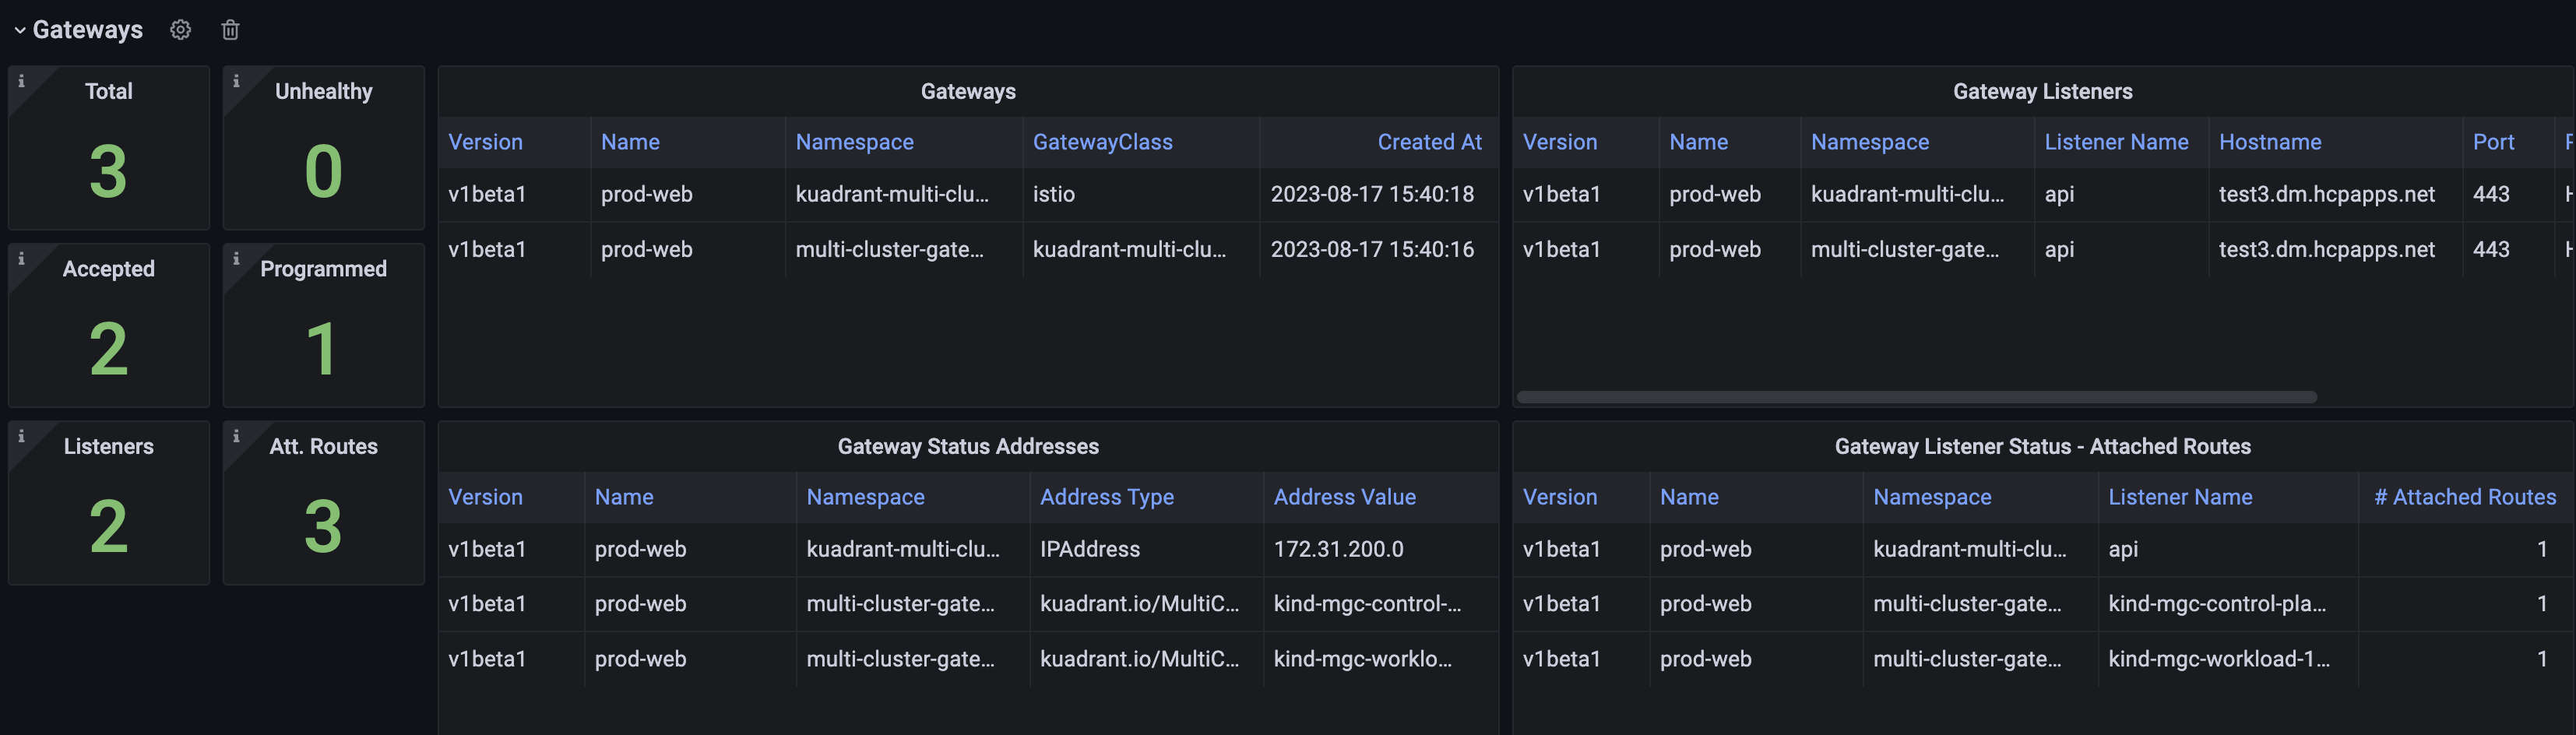 Gateways
Total
3
Unhealthy
0
Accepted
2
Programmed
1
Listeners
2
Att. Routes
3
Gateways
Version Name Namespace GatewayClass Created At
v1beta1 prod-web kuadrant-multi-clu... istio 2023-08-17 15:40:18
v1beta1 prod-web multi-cluster-gate... kuadrant-multi-clu... 2023-08-17 15:40:16
Gateway Listeners
Version Name Namespace Listener Name Hostname Port
v1beta1 prod-web kuadrant-multi-clu... api test3.dm.hcpapps.net 443
v1beta1 prod-web multi-cluster-gate... api test3.dm.hcpapps.net 443
Gateway Status Addresses
Version Name Namespace Address Type Address Value
v1beta1 prod-web kuadrant-multi-clu... IPAddress 172.31.200.0
v1beta1 prod-web multi-cluster-gate... kuadrant.io/MultiC... kind-mgc-control-...
v1beta1 prod-web multi-cluster-gate... kuadrant.io/MultiC... kind-mgc-worklo...
Gateway Listener Status - Attached Routes
Version Name Namespace Listener Name # Attached Routes
v1beta1 prod-web kuadrant-multi-clu... api 1
v1beta1 prod-web multi-cluster-gate... kind-mgc-control-pla... 1
v1beta1 prod-web multi-cluster-gate... kind-mgc-workload-1... 1